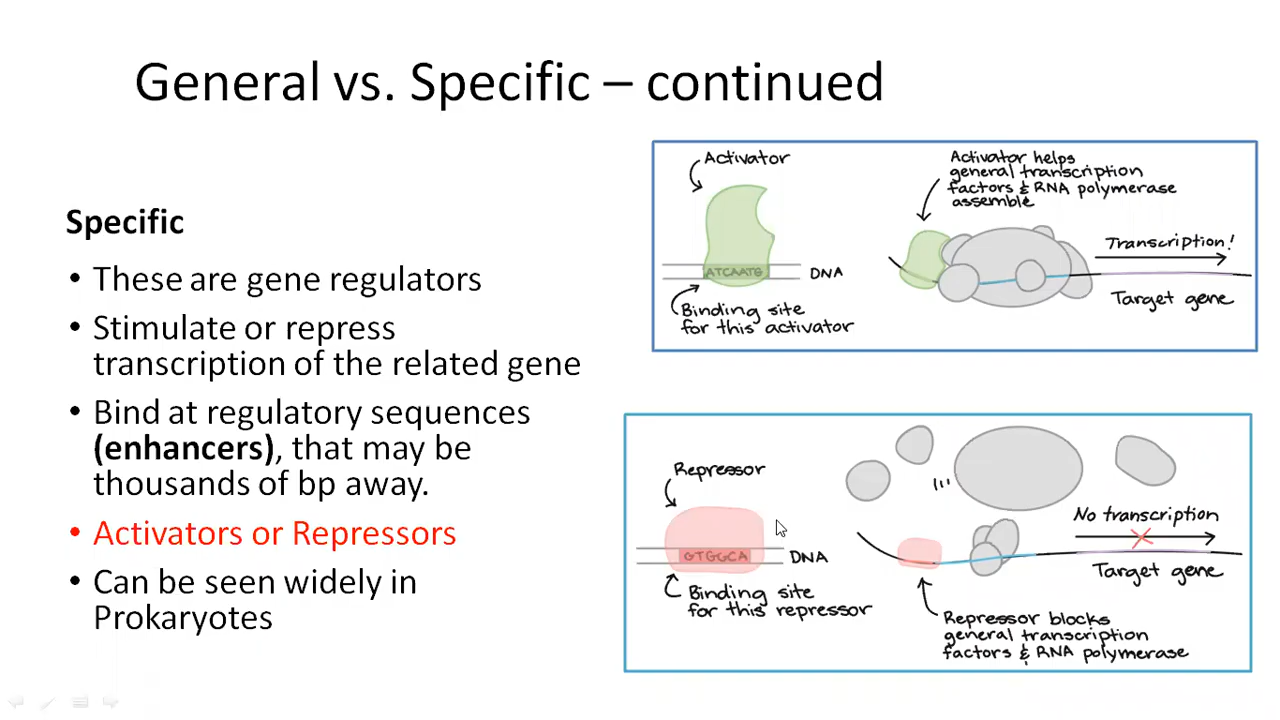 General vs. Specific – continued
Specific
• These are gene regulators
• Stimulate or repress
transcription of the related gene
• Bind at regulatory sequences
(enhancers), that may be
thousands of bp away.
• Activators or Repressors
• Can be seen widely in
Prokaryotes
Activator
ATCAATG
DNA
Binding site
for this activator
Activator helps
general transcription
factors & RNA polymerase
assemble
Transcription!
Target gene
Repressor
GTGGCA
DNA
Binding site
for this repressor
No transcription
Target gene
Repressor blocks
general transcription
factors & RNA polymerase